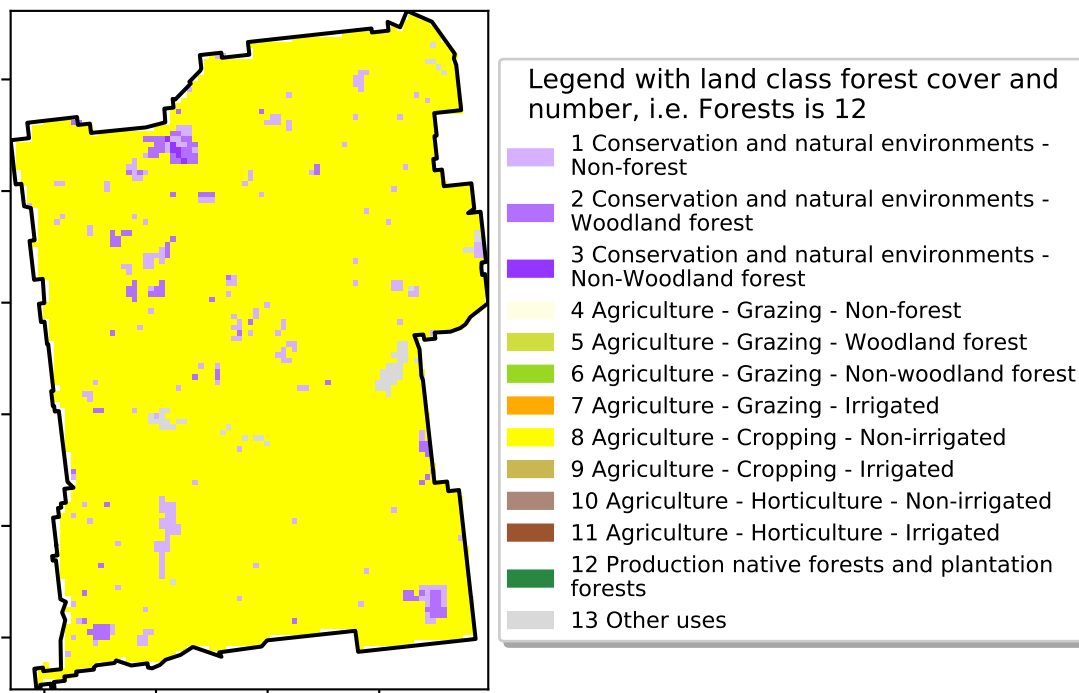 Legend with land class forest cover and
number, i.e. Forests is 12
1 Conservation and natural environments -
Non-forest
2 Conservation and natural environments -
Woodland forest
3 Conservation and natural environments -
Non-Woodland forest
4 Agriculture - Grazing - Non-forest
5 Agriculture - Grazing - Woodland forest
6 Agriculture - Grazing - Non-woodland forest
7 Agriculture - Grazing - Irrigated
8 Agriculture - Cropping - Non-irrigated
9 Agriculture - Cropping - Irrigated
10 Agriculture - Horticulture - Non-irrigated
11 Agriculture - Horticulture - Irrigated
12 Production native forests and plantation
forests
13 Other uses